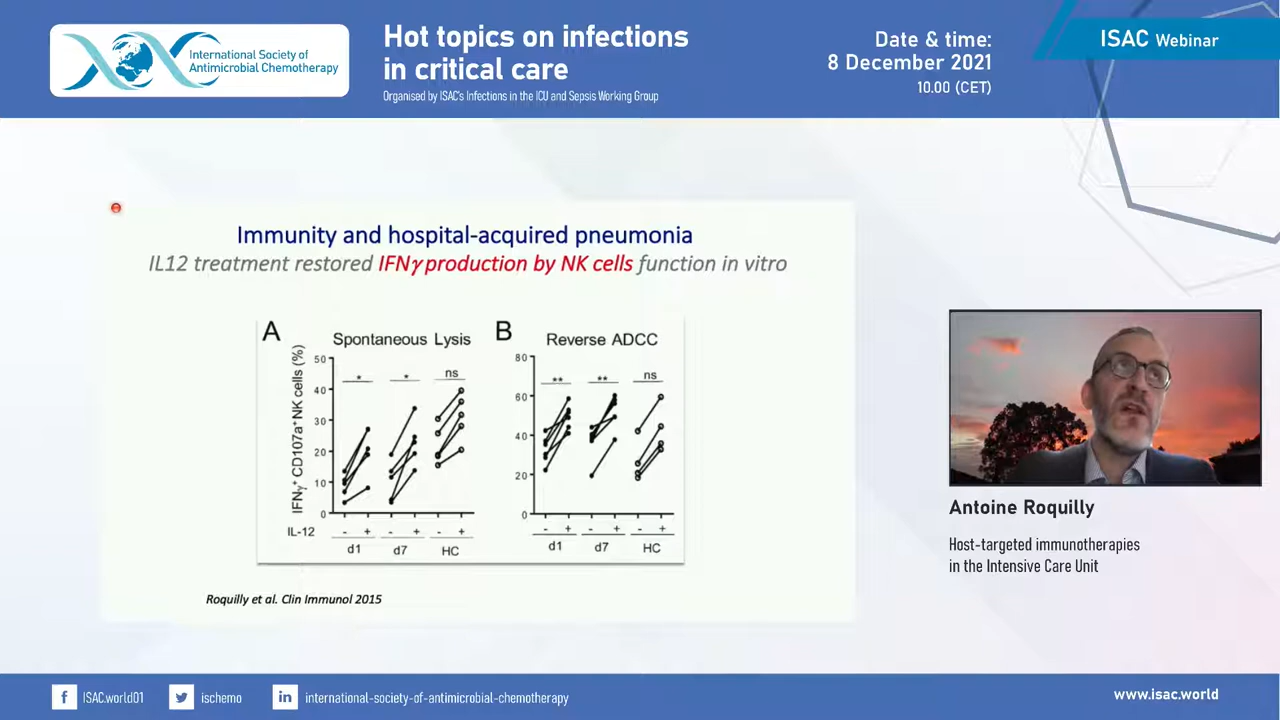 International Society of
Antimicrobial Chemotherapy
Hot topics on infections
in critical care
Organised by ISAC's Infections in the ICU and Sepsis Working Group
Date & time:
8 December 2021
10.00 (CET)
ISAC Webinar
Immunity and hospital-acquired pneumonia
IL12 treatment restored IFNγ production by NK cells function in vitro
A
Spontaneous Lysis
IFNγ⁺ CD107a⁺NK cells (%)
50
40
30
20
10
0
* * ns
IL-12 - + - + - +
d1 d7 HC
B
Reverse ADCC
80
60
40
20
0
** ** ns
- + - + - +
d1 d7 HC
Roquilly et al. Clin Immunol 2015
Antoine Roquilly
Host-targeted immunotherapies
in the Intensive Care Unit
f ISAC.world01 ischemo in international-society-of-antimicrobial-chemotherapy
www.isac.world